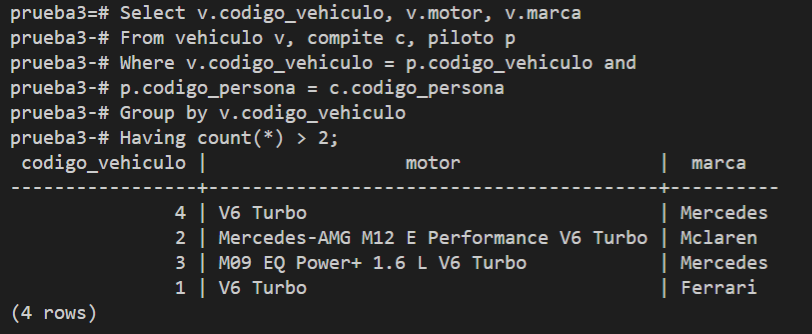 prueba3=# Select v.codigo_vehiculo, v.motor, v.marca
prueba3-# From vehiculo v, compite c, piloto p
prueba3-# Where v.codigo_vehiculo = p.codigo_vehiculo and
prueba3-# p.codigo_persona = c.codigo_persona
prueba3-# Group by v.codigo_vehiculo
prueba3-# Having count(*) > 2;
 codigo_vehiculo |                  motor                  |  marca
-----------------+-----------------------------------------+----------
               4 | V6 Turbo                                | Mercedes
               2 | Mercedes-AMG M12 E Performance V6 Turbo | Mclaren
               3 | M09 EQ Power+ 1.6 L V6 Turbo            | Mercedes
               1 | V6 Turbo                                | Ferrari
(4 rows)